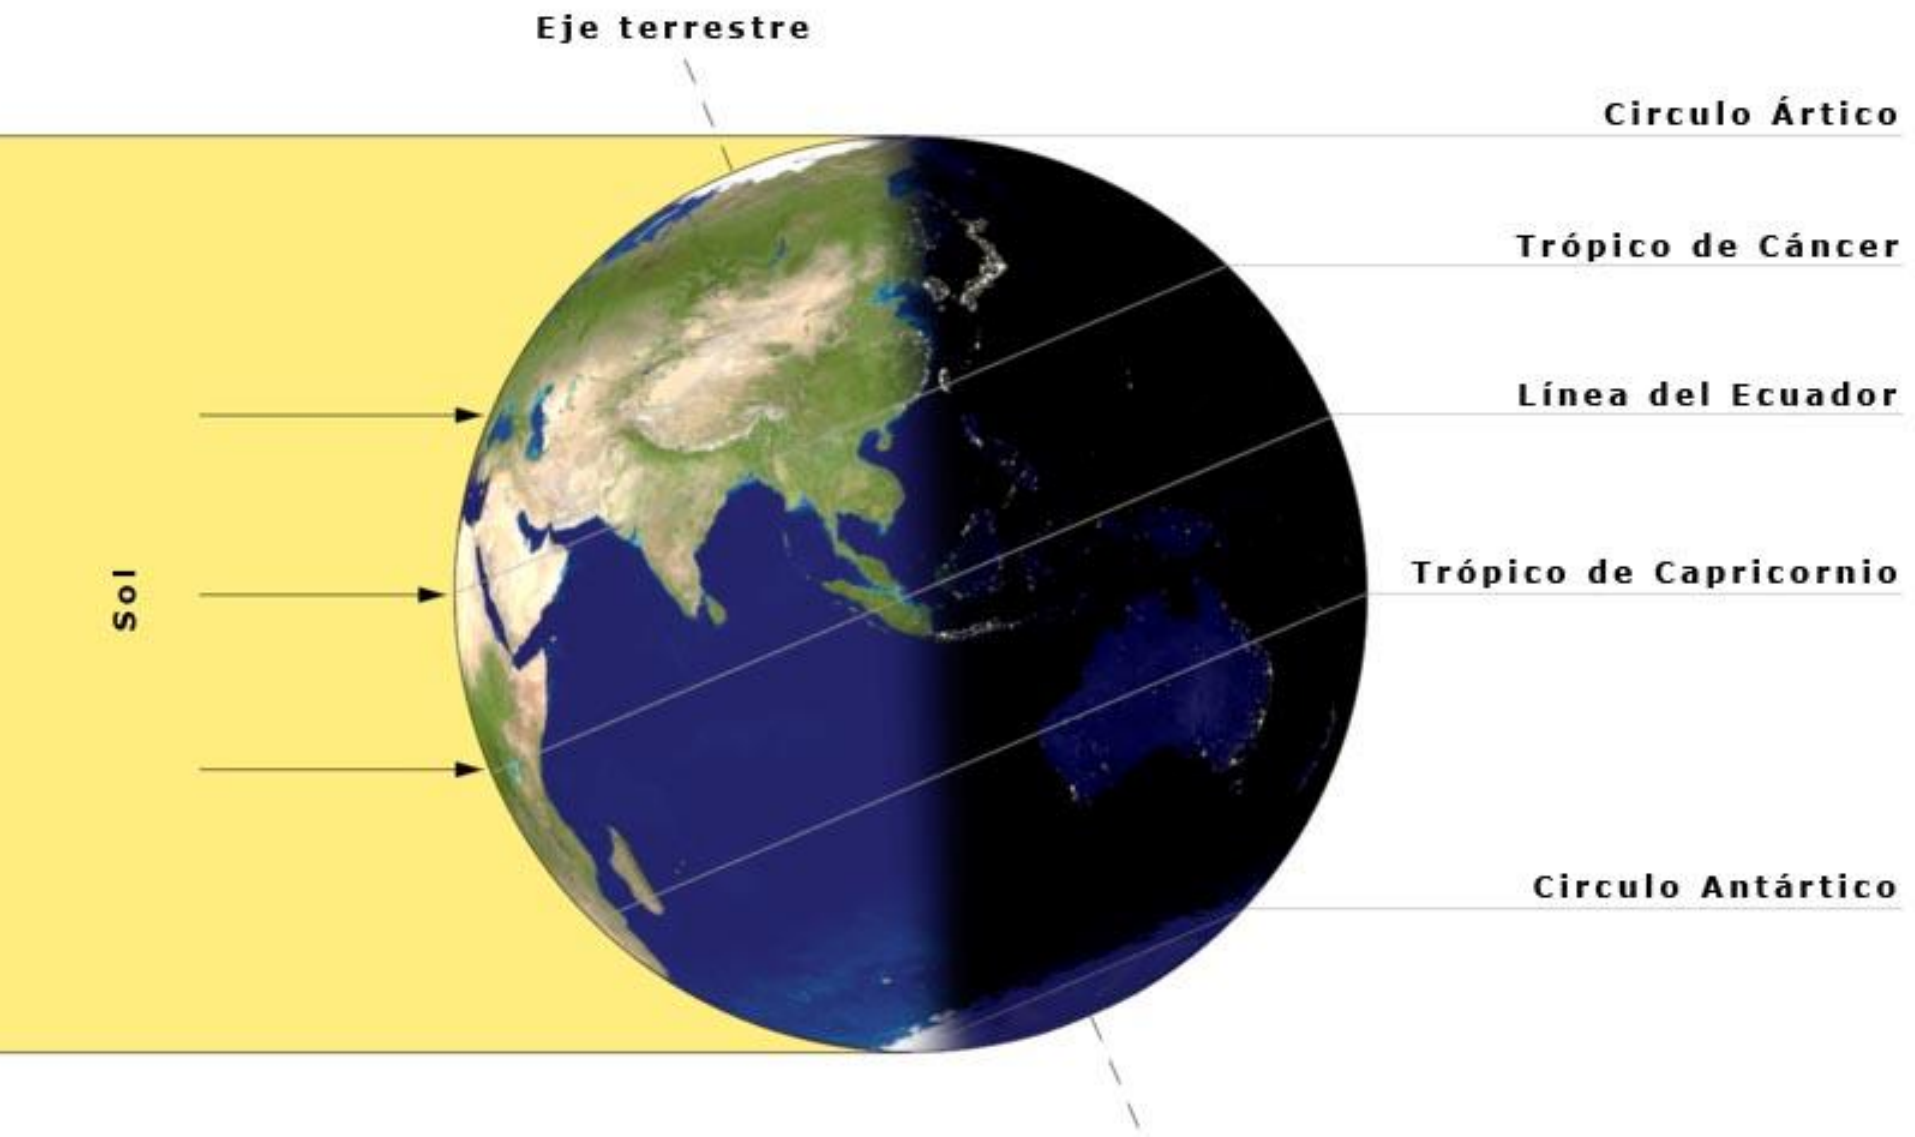 Eje terrestre
Circulo Ártico
Trópico de Cáncer
Línea del Ecuador
Trópico de Capricornio
Sol
Circulo Antártico